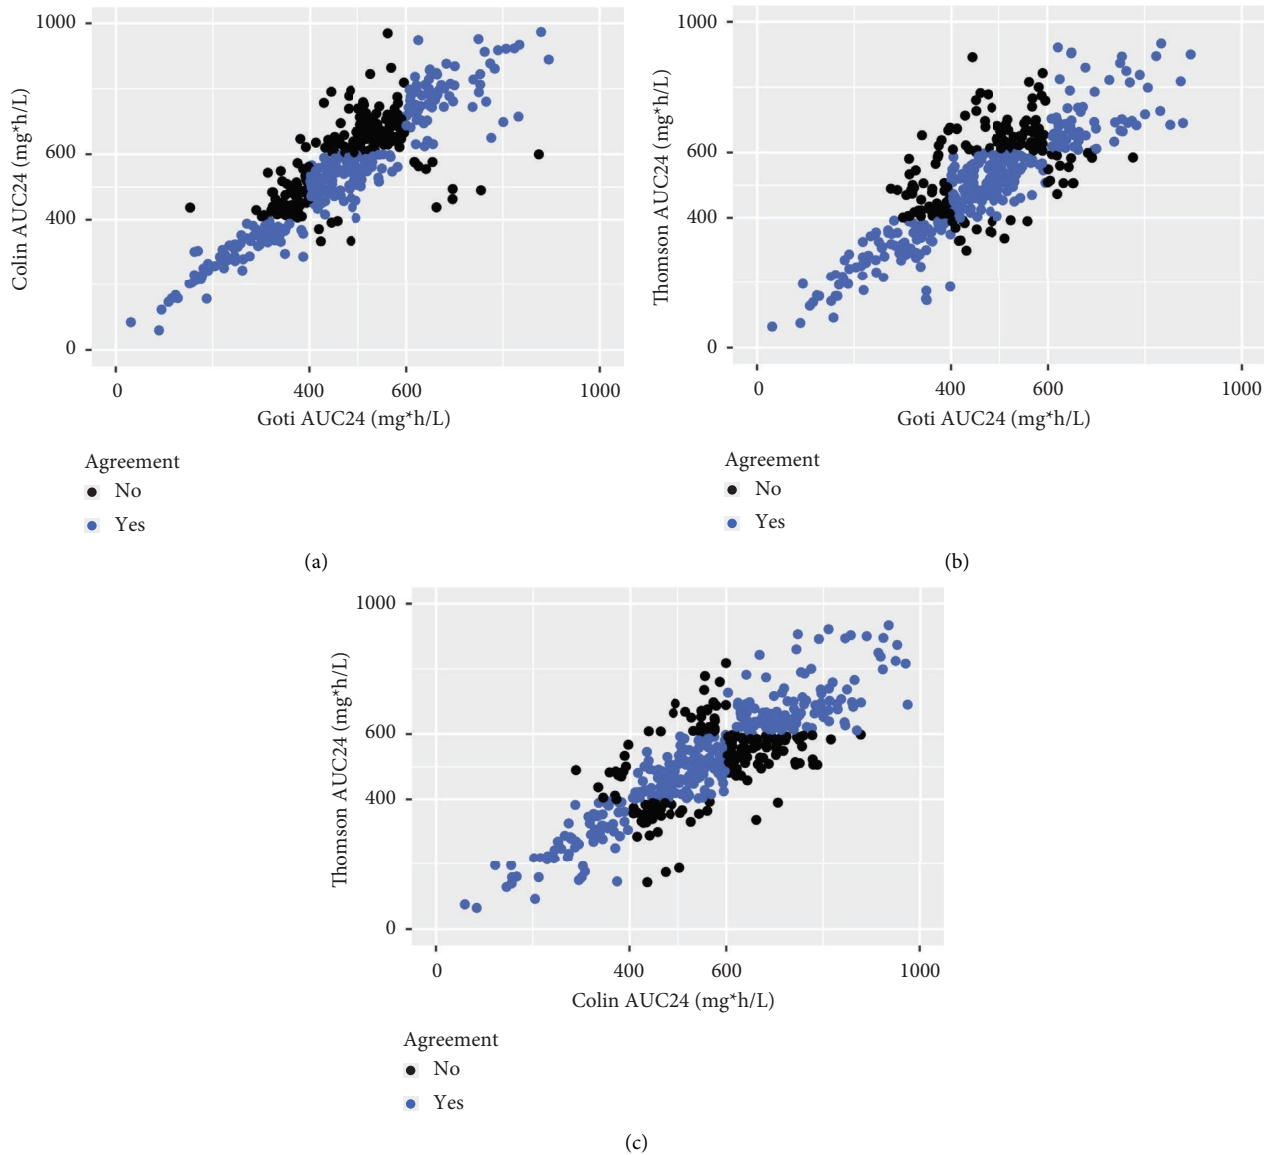 1000
600
400
0
Colin AUC24 (mg*h/L)
0 400 600 1000
Goti AUC24 (mg*h/L)
Agreement
No
Yes
(a)
1000
600
400
0
Thomson AUC24 (mg*h/L)
0 400 600 1000
Goti AUC24 (mg*h/L)
Agreement
No
Yes
(b)
1000
600
400
0
Thomson AUC24 (mg*h/L)
0 400 600 1000
Colin AUC24 (mg*h/L)
Agreement
No
Yes
(c)